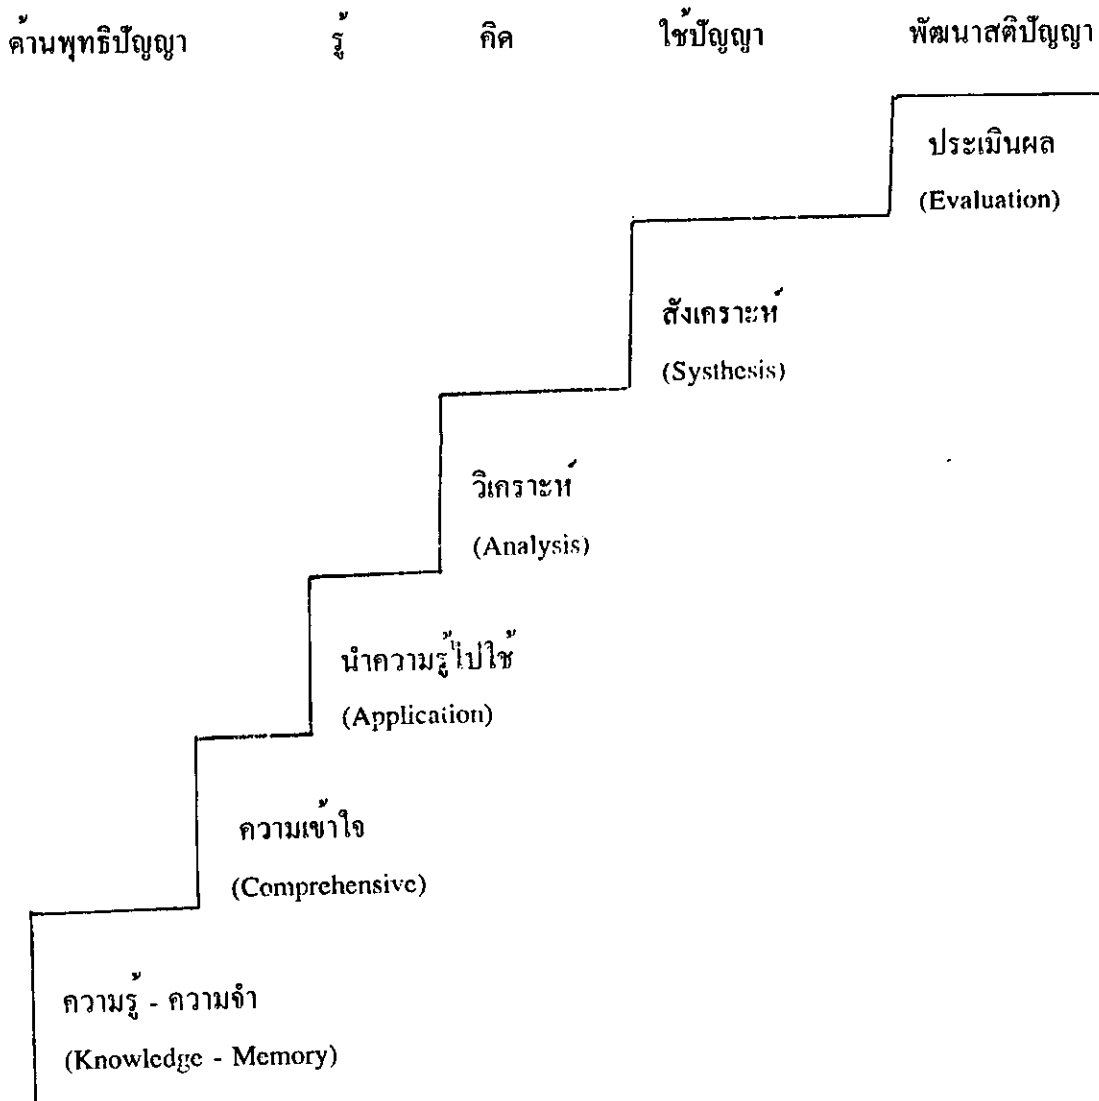 ด้านพุทธิปัญญา รู้ คิด ใช้ปัญญา พัฒนาสติปัญญา
ประเมินผล
(Evaluation)
สังเคราะห์
(Systhesis)
วิเคราะห์
(Analysis)
นำความรู้ไปใช้
(Application)
ความเข้าใจ
(Comprehensive)
ความรู้ - ความจำ
(Knowledge - Memory)